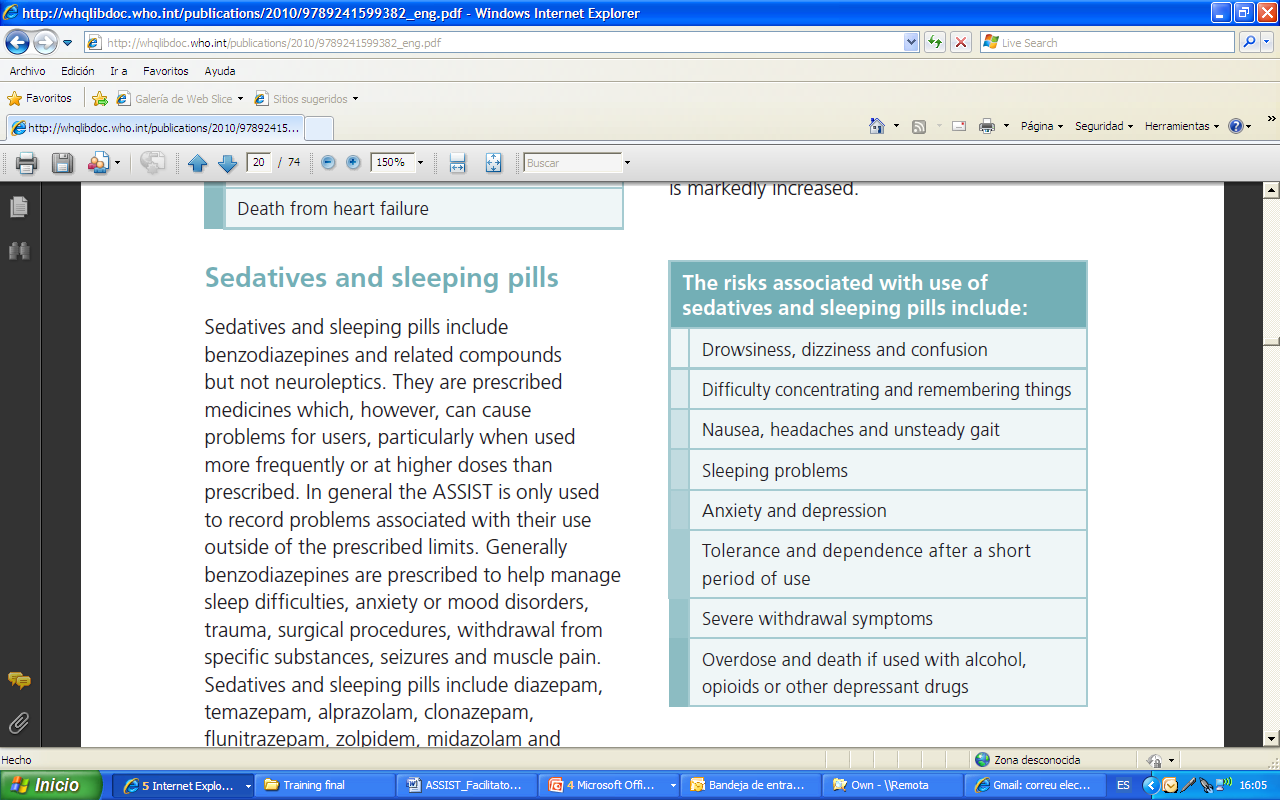 http://whqlibdoc.who.int/publications/2010/9789241599382_eng.pdf - Windows Internet Explorer
http://whqlibdoc.who.int/publications/2010/9789241599382_eng.pdf
Live Search
Archivo Edición Ir a Favoritos Ayuda
Favoritos Galería de Web Slice Sitios sugeridos
http://whqlibdoc.who.int/publications/2010/97892415...
Página Seguridad Herramientas »
20 / 74 150% Buscar
Death from heart failure
Sedatives and sleeping pills
Sedatives and sleeping pills include
benzodiazepines and related compounds
but not neuroleptics. They are prescribed
medicines which, however, can cause
problems for users, particularly when used
more frequently or at higher doses than
prescribed. In general the ASSIST is only used
to record problems associated with their use
outside of the prescribed limits. Generally
benzodiazepines are prescribed to help manage
sleep difficulties, anxiety or mood disorders,
trauma, surgical procedures, withdrawal from
specific substances, seizures and muscle pain.
Sedatives and sleeping pills include diazepam,
temazepam, alprazolam, clonazepam,
flunitrazepam, zolpidem, midazolam and
is markedly increased.
The risks associated with use of
sedatives and sleeping pills include:
Drowsiness, dizziness and confusion
Difficulty concentrating and remembering things
Nausea, headaches and unsteady gait
Sleeping problems
Anxiety and depression
Tolerance and dependence after a short
period of use
Severe withdrawal symptoms
Overdose and death if used with alcohol,
opioids or other depressant drugs
Hecho Zona desconocida
Inicio 5 Internet Explo... Training final ASSIST_Facilitato... 4 Microsoft Offi... Bandeja de entra... Own - \\Remota Gmail: correu elec... ES 16:05